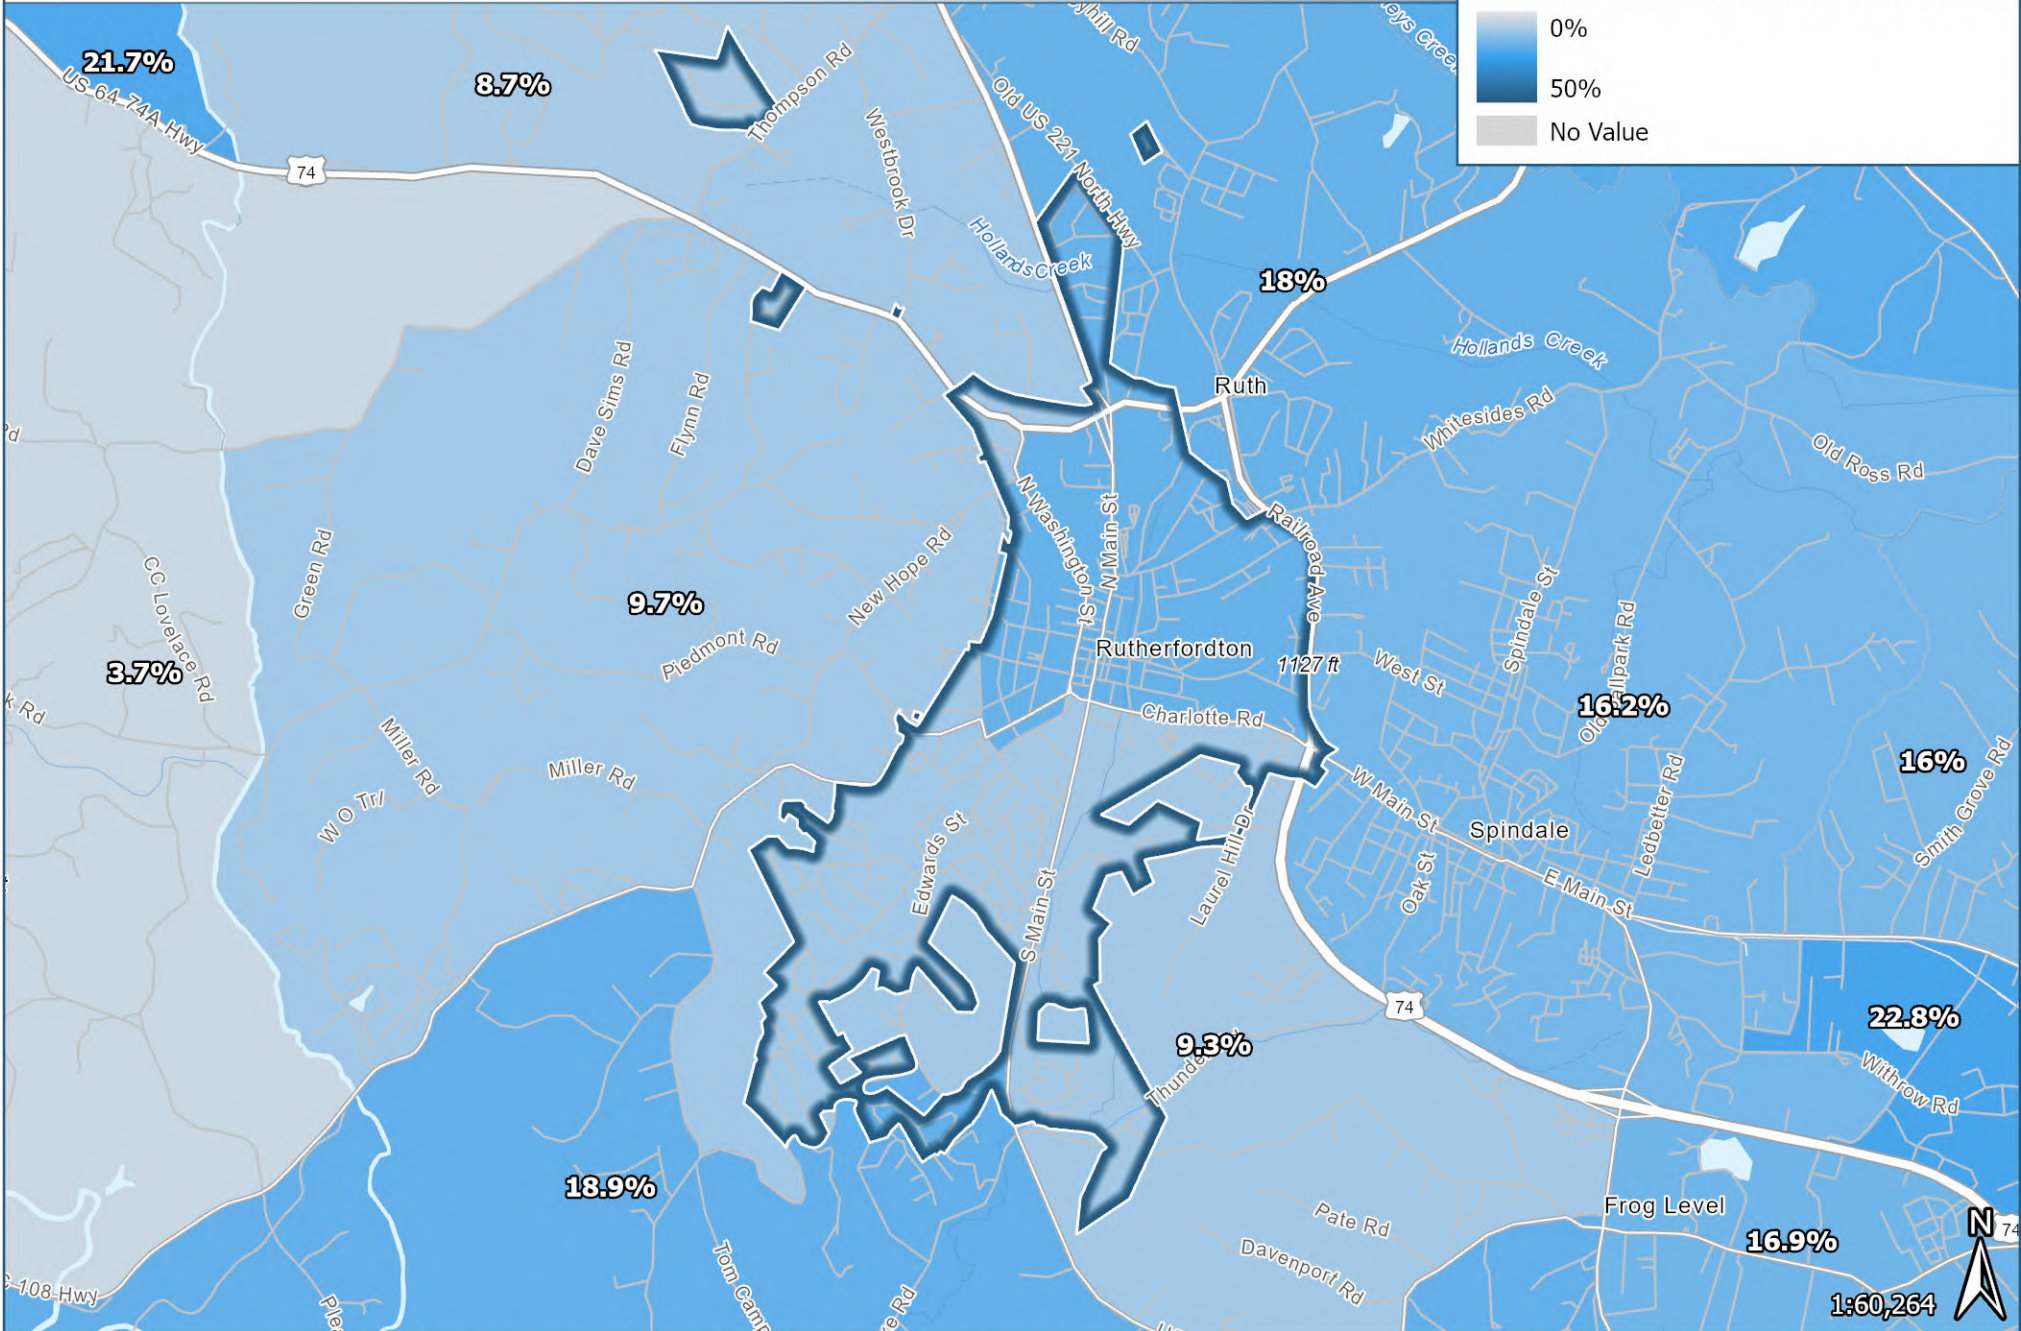 0%
50%
No Value
21.7%
US 64 74A Hwy
8.7%
Thompson Rd
Westbrook Dr
Old US 221 North Hwy
74
Hollands Creek
18%
Hollands Creek
Ruth
Whitesides Rd
Old Ross Rd
Dave Sims Rd
Flynn Rd
N Washington St
N Main St
Railroad Ave
Green Rd
New Hope Rd
9.7%
CC Lovelace Rd
Piedmont Rd
Rutherfordton
1127 ft
West St
Spindale St
3.7%
16.2%
Charlotte Rd
Miller Rd
Miller Rd
W O Trl
16%
Smith Grove Rd
W Main St
Spindale
Ledbetter Rd
Edwards St
Laurel Hill Dr
Oak St
E Main St
S Main St
74
22.8%
9.3%
Withrow Rd
18.9%
Frog Level
Pate Rd
16.9%
N
74
Davenport Rd
108 Hwy
1:60,264